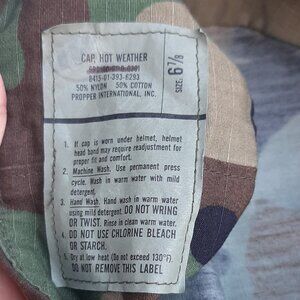 CAP, HOT WEATHER
8415-01-393-6293
50% NYLON 50% COTTON
PROPPER INTERNATIONAL, INC.
SIZE: 6 7/8
1. If cap is worn under helmet, helmet
head band may require readjustment for
proper fit and comfort.
2. Machine Wash. Use permanent press
cycle. Wash in warm water with mild
detergent.
3. Hand Wash. Hand wash in warm water
using mild detergent. DO NOT WRING
OR TWIST. Rinse in clean warm water.
4. DO NOT USE CHLORINE BLEACH
OR STARCH.
5. Dry at low heat (Do not exceed 130°F).
DO NOT REMOVE THIS LABEL